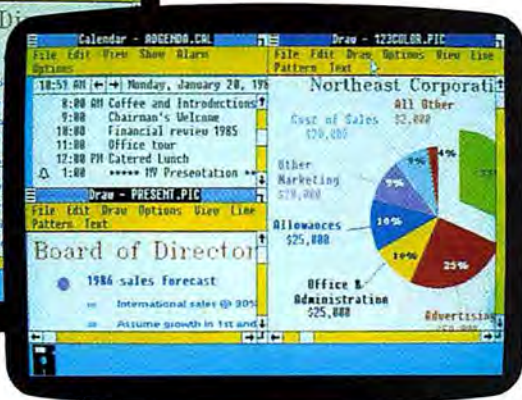 Di
Calendar - ADGENDA.CAL
File Edit View Show Alarm
Options
10:59 AM Monday, January 20, 198
8:00 AM Coffee and Introductions
9:00 Chairman's Welcome
10:00 Financial review 1985
11:00 Office tour
12:00 PM Catered Lunch
1:00 ***** MY Presentation **
Draw - PRESENT.PIC
File Edit Draw Options View Line
Pattern Text
Board of Director
1986 sales forecast
International sales @ 30%
Assume growth in 1st and
Draw - 123COLOR.PIC
File Edit Draw Options View Line
Pattern Text
Northeast Corporati
All Other
$2,000
Cost of Sales
$20,000
Other
Marketing
$20,000
Allowances
$25,000
Office &
Administration
$25,000
Advertising
4%
9%
9%
10%
10%
25%